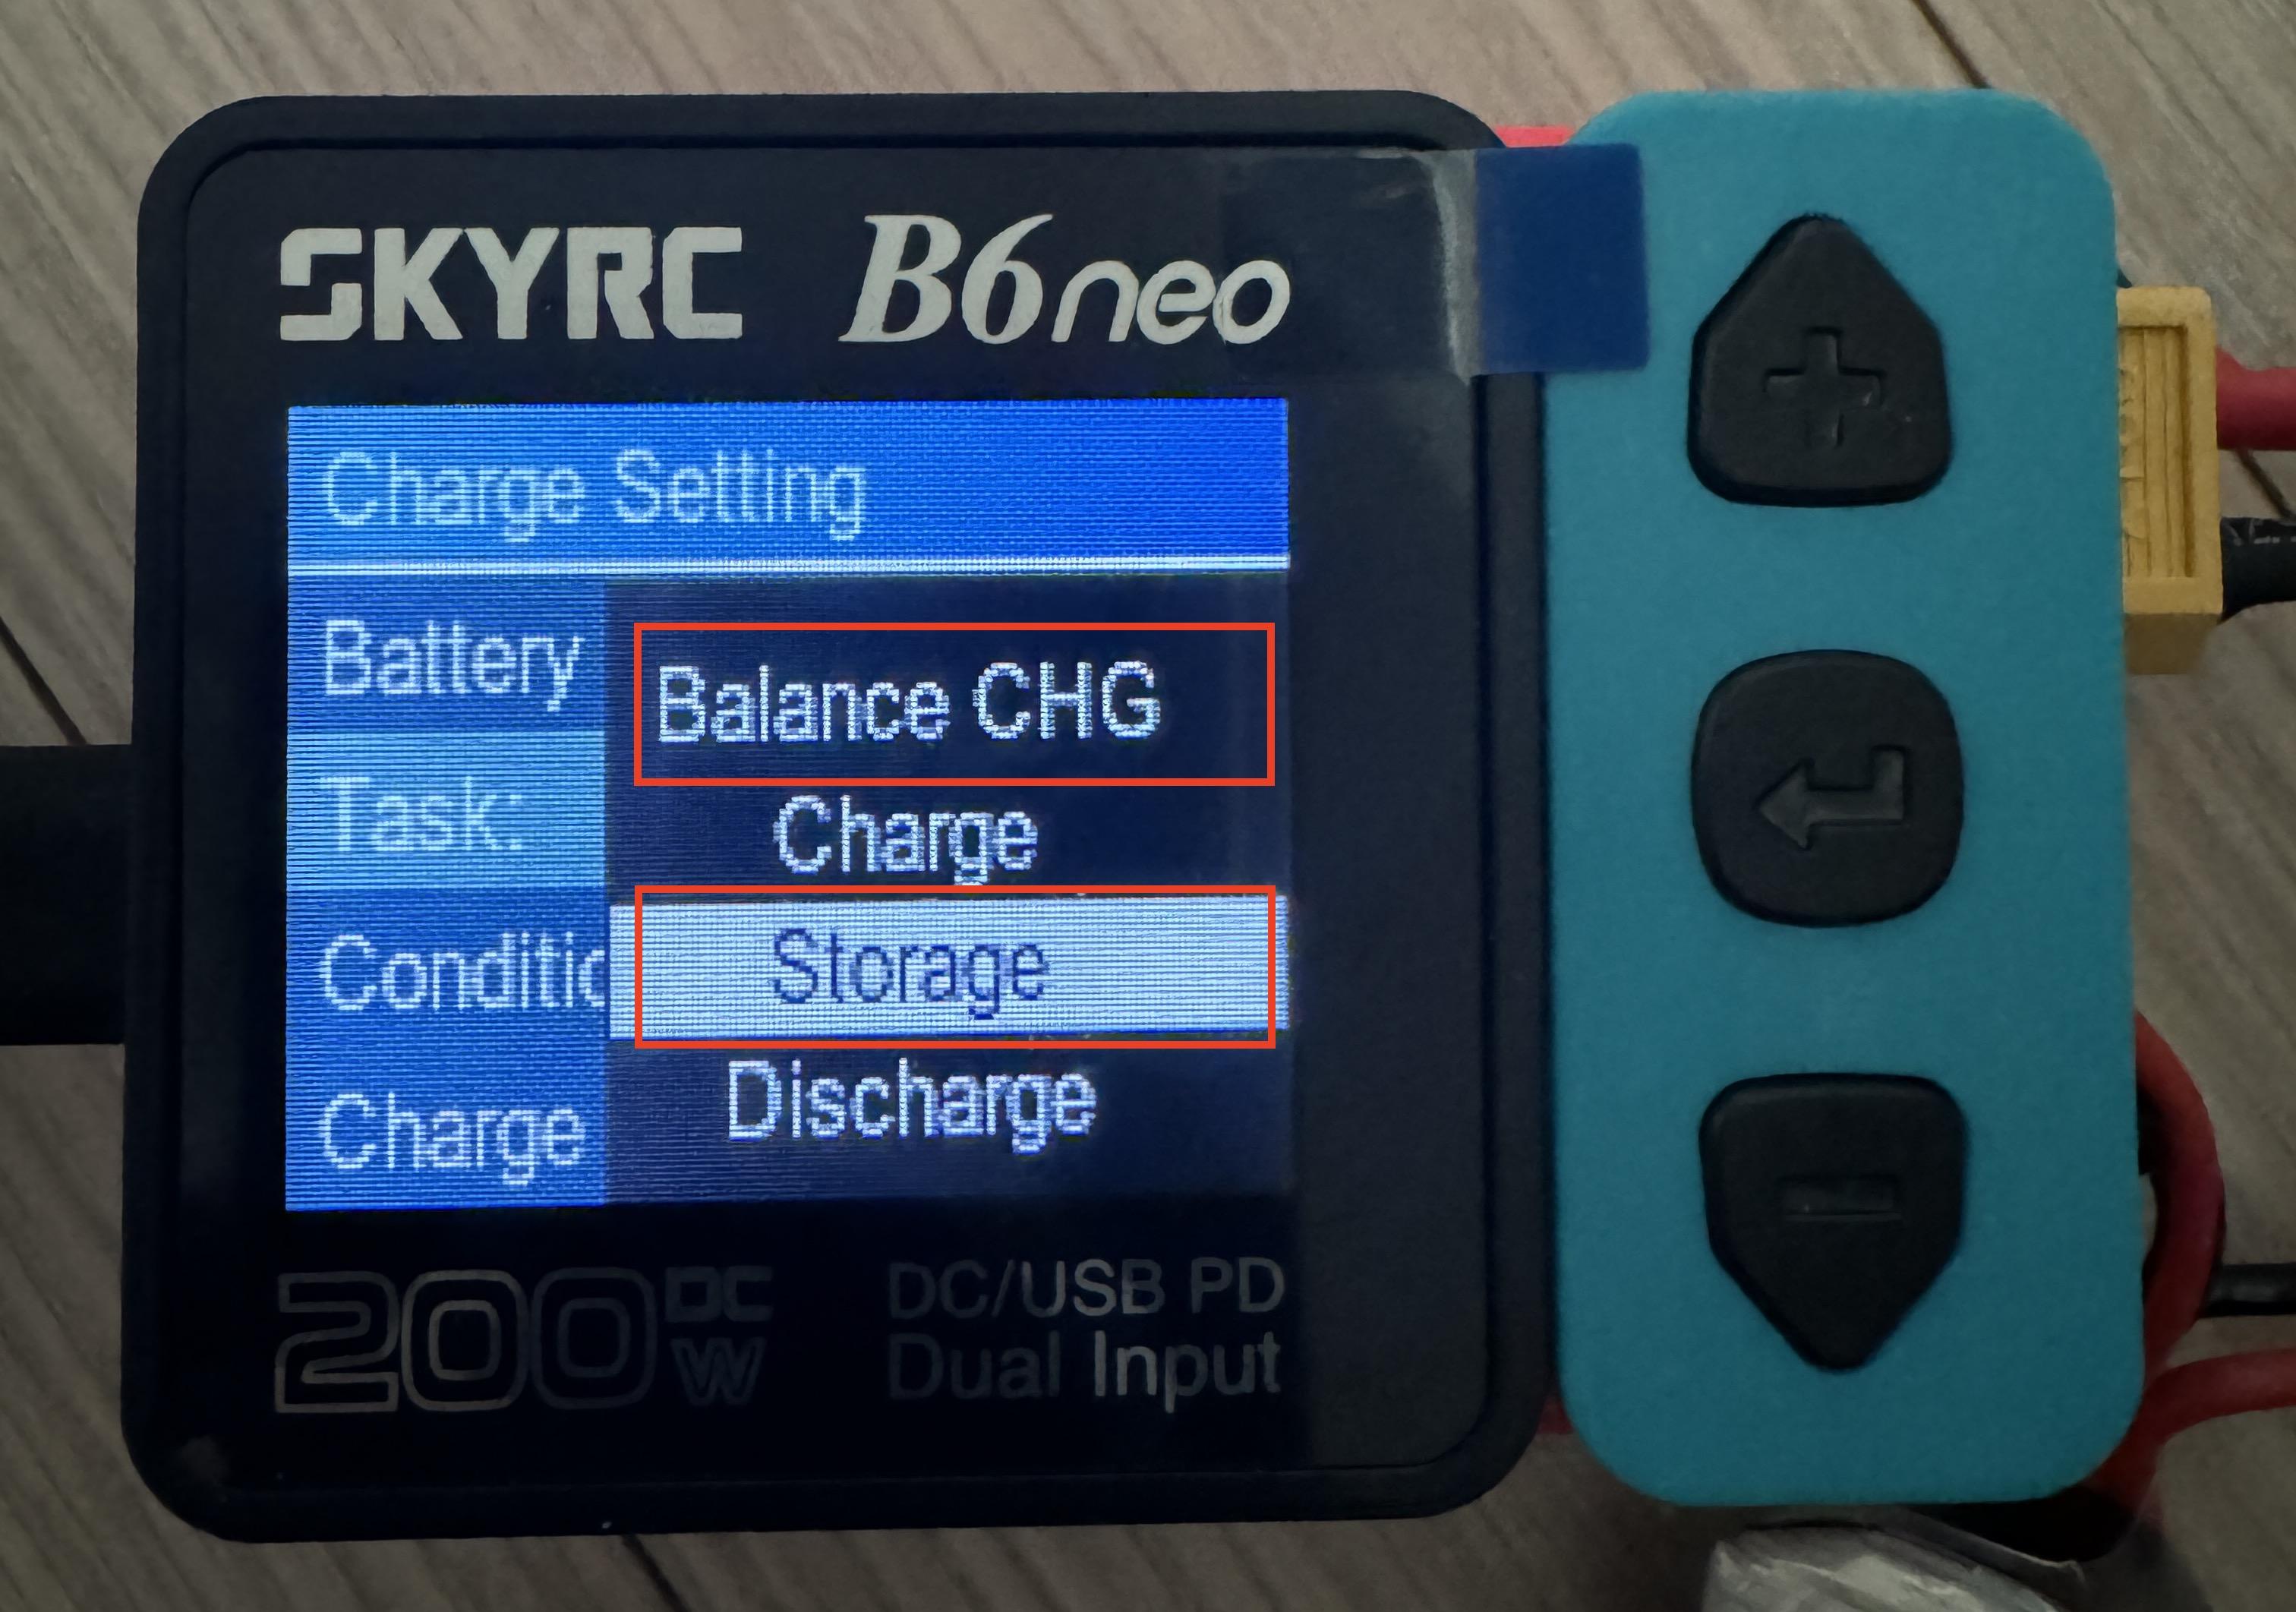 SKYRC B6neo
Charge Setting
Battery
Balance CHG
Task:
Charge
Conditio
Storage
Charge
Discharge
200 DC W
DC/USB PD
Dual Input